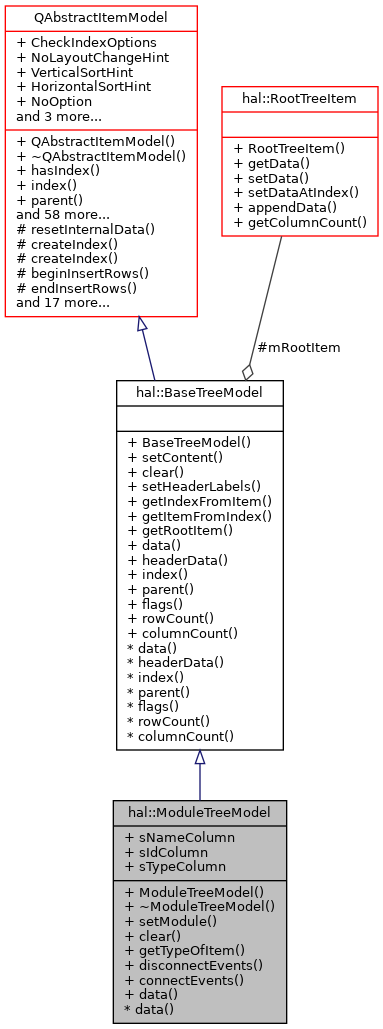 QAbstractItemModel
+ CheckIndexOptions
+ NoLayoutChangeHint
+ VerticalSortHint
+ HorizontalSortHint
+ NoOption
and 3 more...
+ QAbstractItemModel()
+ ~QAbstractItemModel()
+ hasIndex()
+ index()
+ parent()
and 58 more...
# resetInternalData()
# createIndex()
# createIndex()
# beginInsertRows()
# endInsertRows()
and 17 more...
hal::RootTreeItem
+ RootTreeItem()
+ getData()
+ setData()
+ setDataAtIndex()
+ appendData()
+ getColumnCount()
#mRootItem
hal::BaseTreeModel
+ BaseTreeModel()
+ setContent()
+ clear()
+ setHeaderLabels()
+ getIndexFromItem()
+ getItemFromIndex()
+ getRootItem()
+ data()
+ headerData()
+ index()
+ parent()
+ flags()
+ rowCount()
+ columnCount()
* data()
* headerData()
* index()
* parent()
* flags()
* rowCount()
* columnCount()
hal::ModuleTreeModel
+ sNameColumn
+ sIdColumn
+ sTypeColumn
+ ModuleTreeModel()
+ ~ModuleTreeModel()
+ setModule()
+ clear()
+ getTypeOfItem()
+ disconnectEvents()
+ connectEvents()
+ data()
* data()